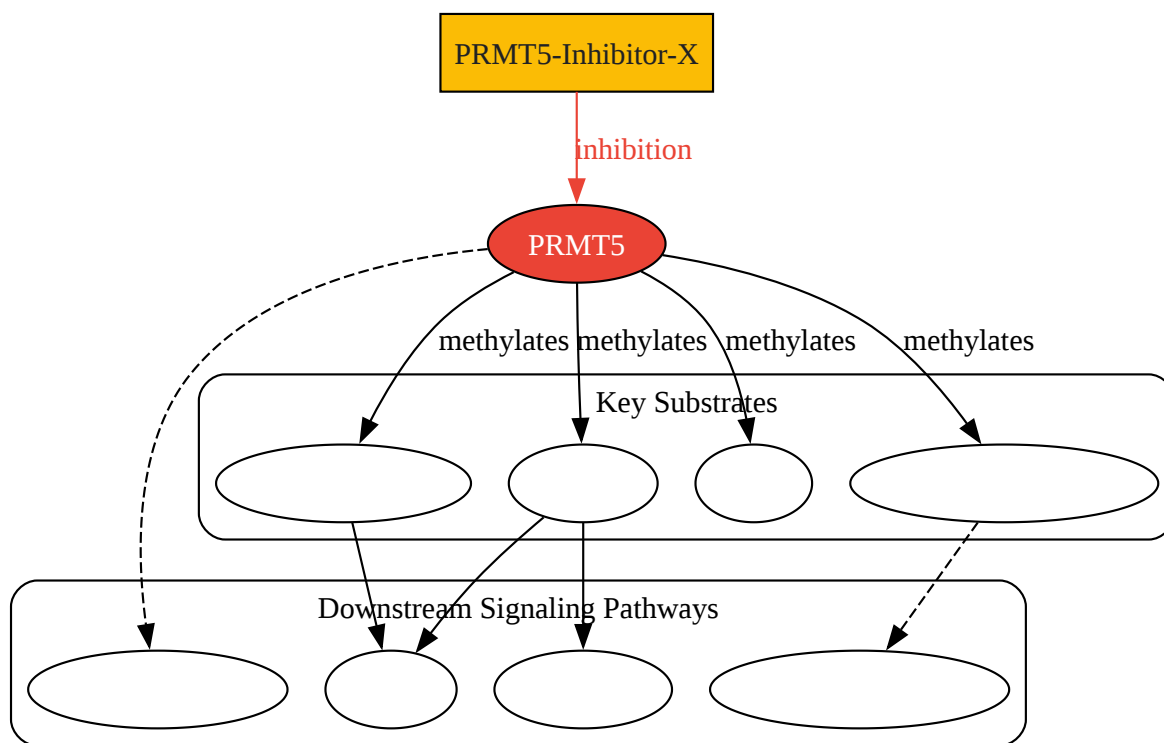 PRMT5-Inhibitor-X
inhibition
PRMT5
methylates
methylates
methylates
methylates
Key Substrates
Downstream Signaling Pathways